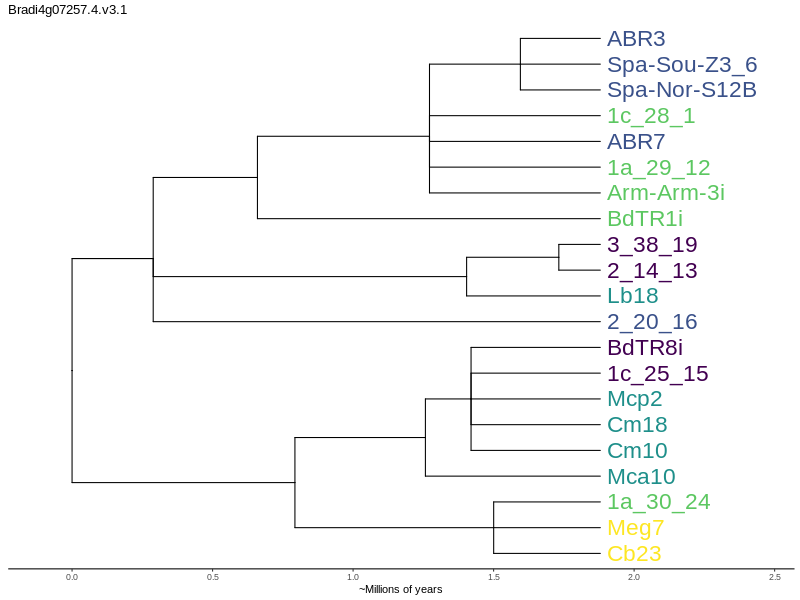 Bradi4g07257.4.v3.1
ABR3
Spa-Sou-Z3_6
Spa-Nor-S12B
1c_28_1
ABR7
1a_29_12
Arm-Arm-3i
BdTR1i
3_38_19
2_14_13
Lb18
2_20_16
BdTR8i
1c_25_15
Mcp2
Cm18
Cm10
Mca10
1a_30_24
Meg7
Cb23
0.0 0.5 1.0 1.5 2.0 2.5
~Millions of years